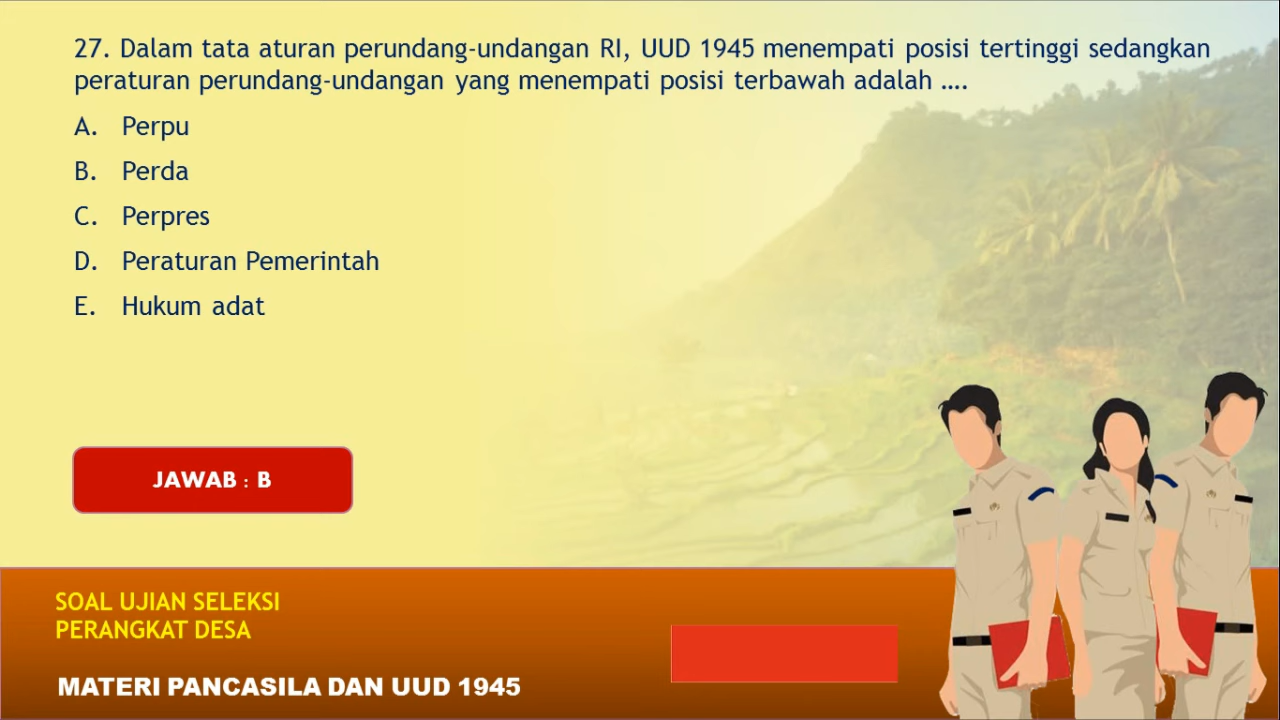 27. Dalam tata aturan perundang-undangan RI, UUD 1945 menempati posisi tertinggi sedangkan
peraturan perundang-undangan yang menempati posisi terbawah adalah ....
A. Perpu
B. Perda
C. Perpres
D. Peraturan Pemerintah
E. Hukum adat
JAWAB : B
SOAL UJIAN SELEKSI
PERANGKAT DESA
MATERI PANCASILA DAN UUD 1945